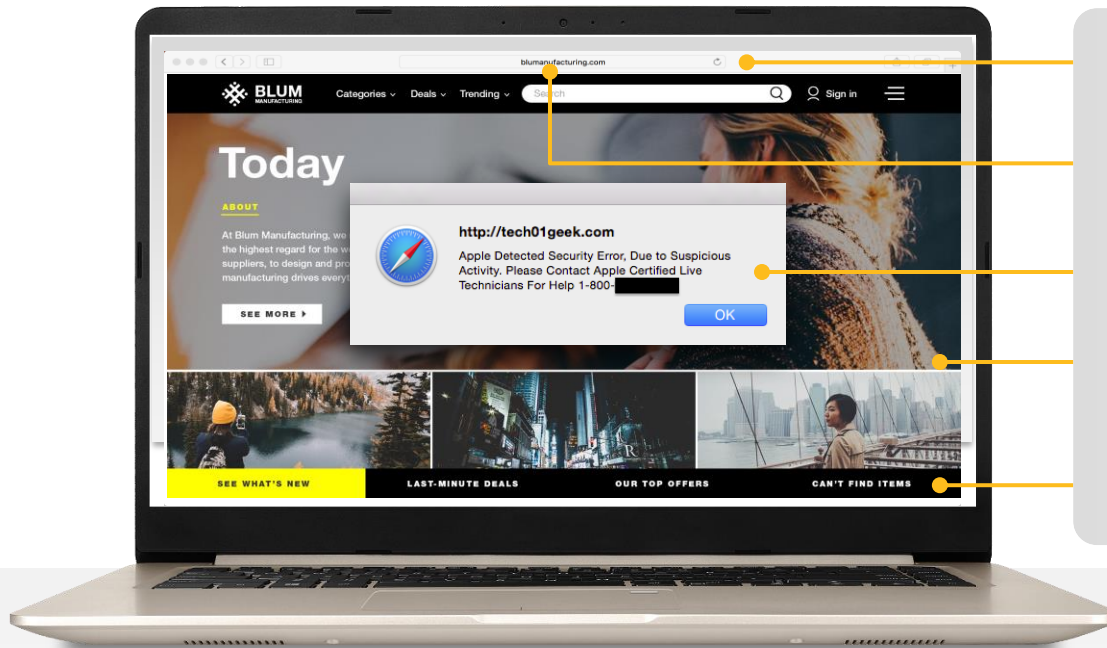 blumanufacturing.com
BLUM
MANUFACTURING
Categories Deals Trending Search Sign in
Today
ABOUT
At Blum Manufacturing, we
the highest regard for the w
suppliers, to design and pro
manufacturing drives everyt
SEE MORE
http://tech01geek.com
Apple Detected Security Error, Due to Suspicious
Activity. Please Contact Apple Certified Live
Technicians For Help 1-800-
OK
SEE WHAT'S NEW LAST-MINUTE DEALS OUR TOP OFFERS CAN'T FIND ITEMS